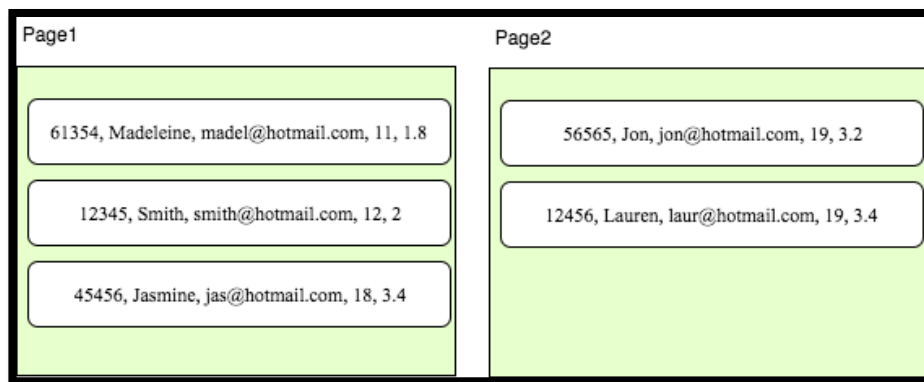 Page1
61354, Madeleine, madel@hotmail.com, 11, 1.8
12345, Smith, smith@hotmail.com, 12, 2
45456, Jasmine, jas@hotmail.com, 18, 3.4
Page2
56565, Jon, jon@hotmail.com, 19, 3.2
12456, Lauren, laur@hotmail.com, 19, 3.4